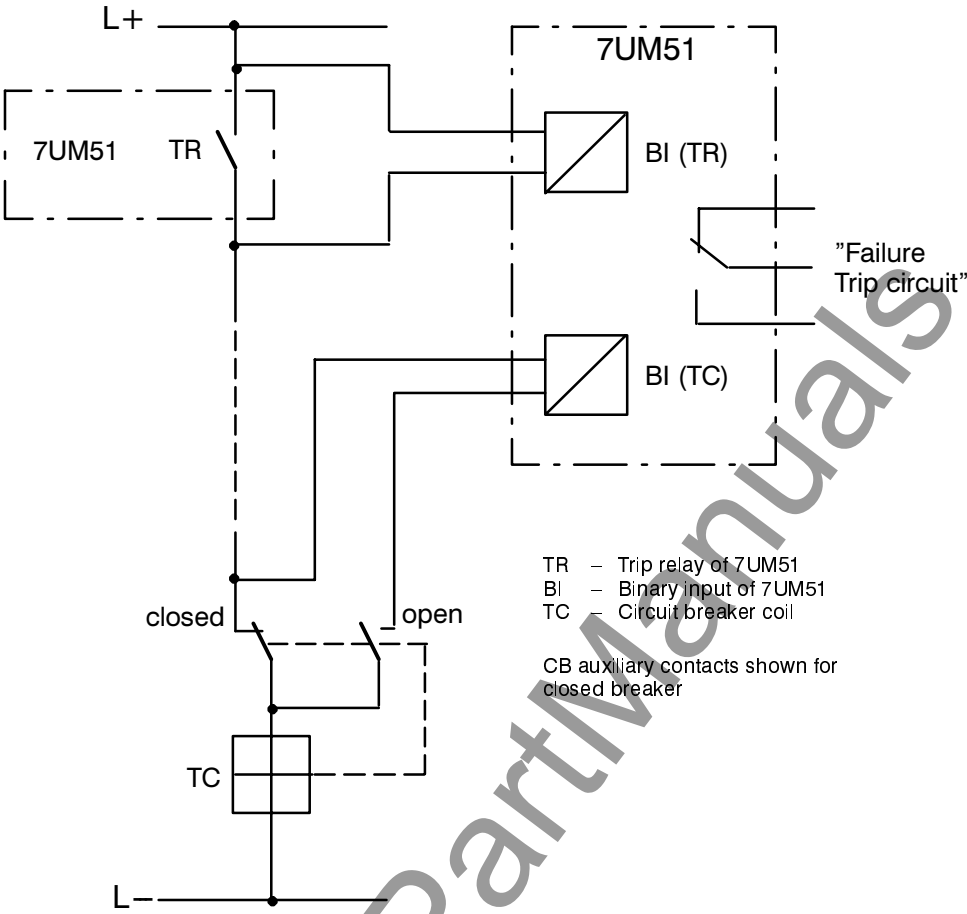 L+
7UM51
7UM51 TR
BI (TR)
”Failure
Trip circuit”
BI (TC)
TR – Trip relay of 7UM51
BI – Binary input of 7UM51
TC – Circuit breaker coil
closed
open
CB auxiliary contacts shown for
closed breaker
TC
L–
PartManuals